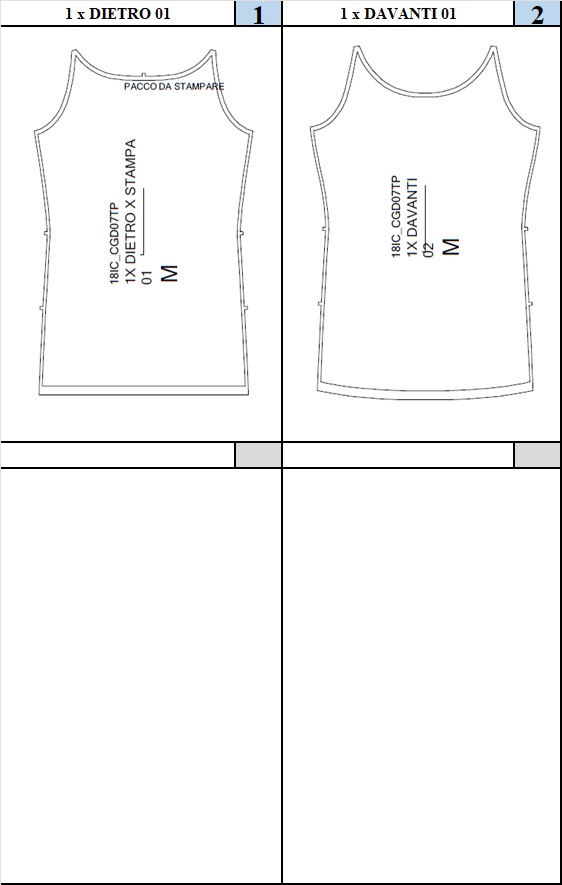 1 x DIETRO 01
1
1 x DAVANTI 01
2
PACCO DA STAMPARE
18IC_CGD07TP
1X DIETRO X STAMPA
01
M
18IC_CGD07TP
1X DAVANTI
02
M